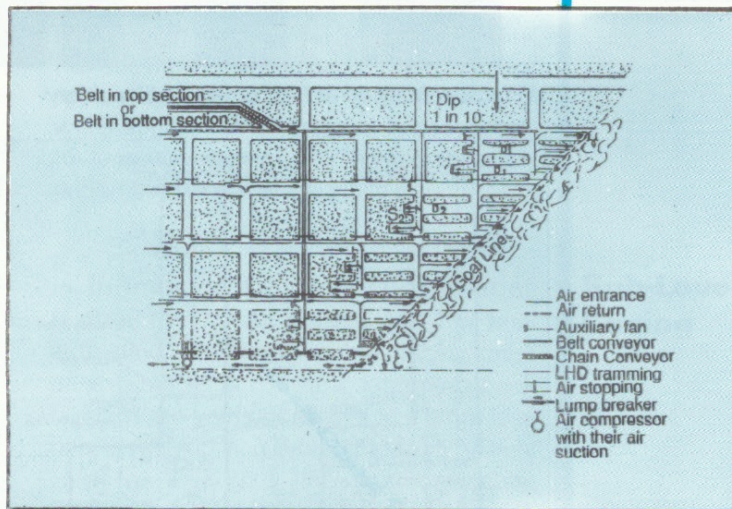 Belt in top section
or
Belt in bottom section
Dip
1 in 10
Goal Line
Air entrance
Air return
Auxiliary fan
Belt conveyor
Chain Conveyor
LHD tramming
Air stopping
Lump breaker
Air compressor
with their air
suction